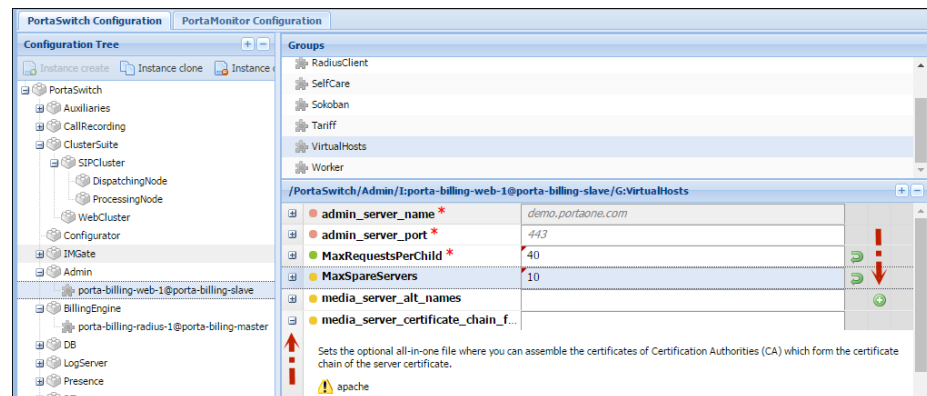 PortaSwitch Configuration PortaMonitor Configuration
Configuration Tree
Instance create Instance clone Instance
PortaSwitch
Auxiliaries
CallRecording
ClusterSuite
SIPCluster
DispatchingNode
ProcessingNode
WebCluster
Configurator
IMGate
Admin
porta-billing-web-1@porta-billing-slave
BillingEngine
porta-billing-radius-1@porta-biling-master
DB
LogServer
Presence
Groups
RadiusClient
SelfCare
Sokoban
Tariff
VirtualHosts
Worker
/PortaSwitch/Admin/I:porta-billing-web-1@porta-billing-slave/G:VirtualHosts
admin_server_name * demo.portaone.com
admin_server_port * 443
MaxRequestsPerChild * 40
MaxSpareServers 10
media_server_alt_names
media_server_certificate_chain_f...
Sets the optional all-in-one file where you can assemble the certificates of Certification Authorities (CA) which form the certificate
chain of the server certificate.
apache